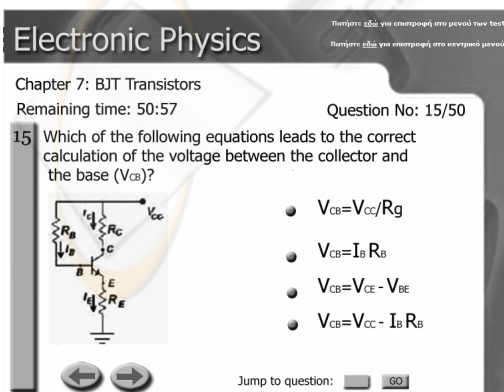 Πατήστε εδώ για επιστροφή στο μενού των test
Electronic Physics
Πατήστε εδώ για επιστροφή στο κεντρικό μενού
Chapter 7: BJT Transistors
Remaining time: 50:57
Question No: 15/50
15 Which of the following equations leads to the correct
calculation of the voltage between the collector and
the base (VCB)?
IC RC VCC
RB
IB
C
B
E
IE RE
VCB=VCC/Rg
VCB=IB RB
VCB=VCE - VBE
VCB=VCC - IB RB
Jump to question: GO